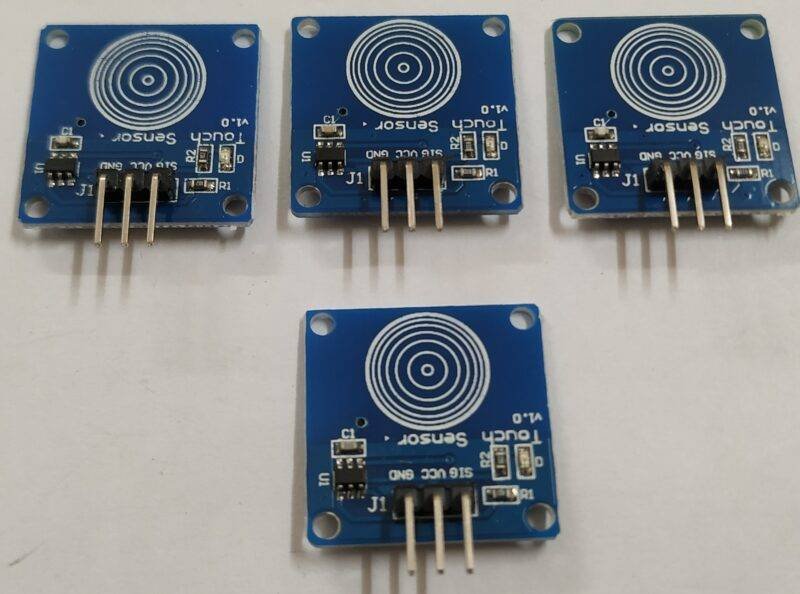 v1.0
Touch Sensor
C1
U1
R2
D
SIG VCC GND
J1
R1
v1.0
Touch Sensor
C1
U1
R2
D
SIG VCC GND
J1
R1
v1.0
Touch Sensor
C1
U1
R2
D
SIG VCC GND
J1
R1
v1.0
Touch Sensor
C1
U1
R2
D
SIG VCC GND
J1
R1